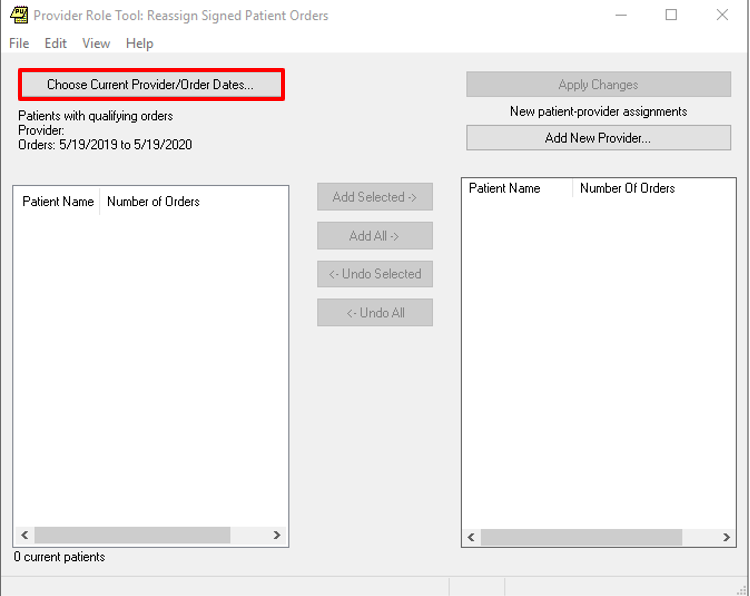 Provider Role Tool: Reassign Signed Patient Orders
File Edit View Help
Choose Current Provider/Order Dates...
Patients with qualifying orders
Provider:
Orders: 5/19/2019 to 5/19/2020
Apply Changes
New patient-provider assignments
Add New Provider...
Patient Name Number of Orders
Add Selected ->
Add All ->
<- Undo Selected
<- Undo All
Patient Name Number Of Orders
0 current patients